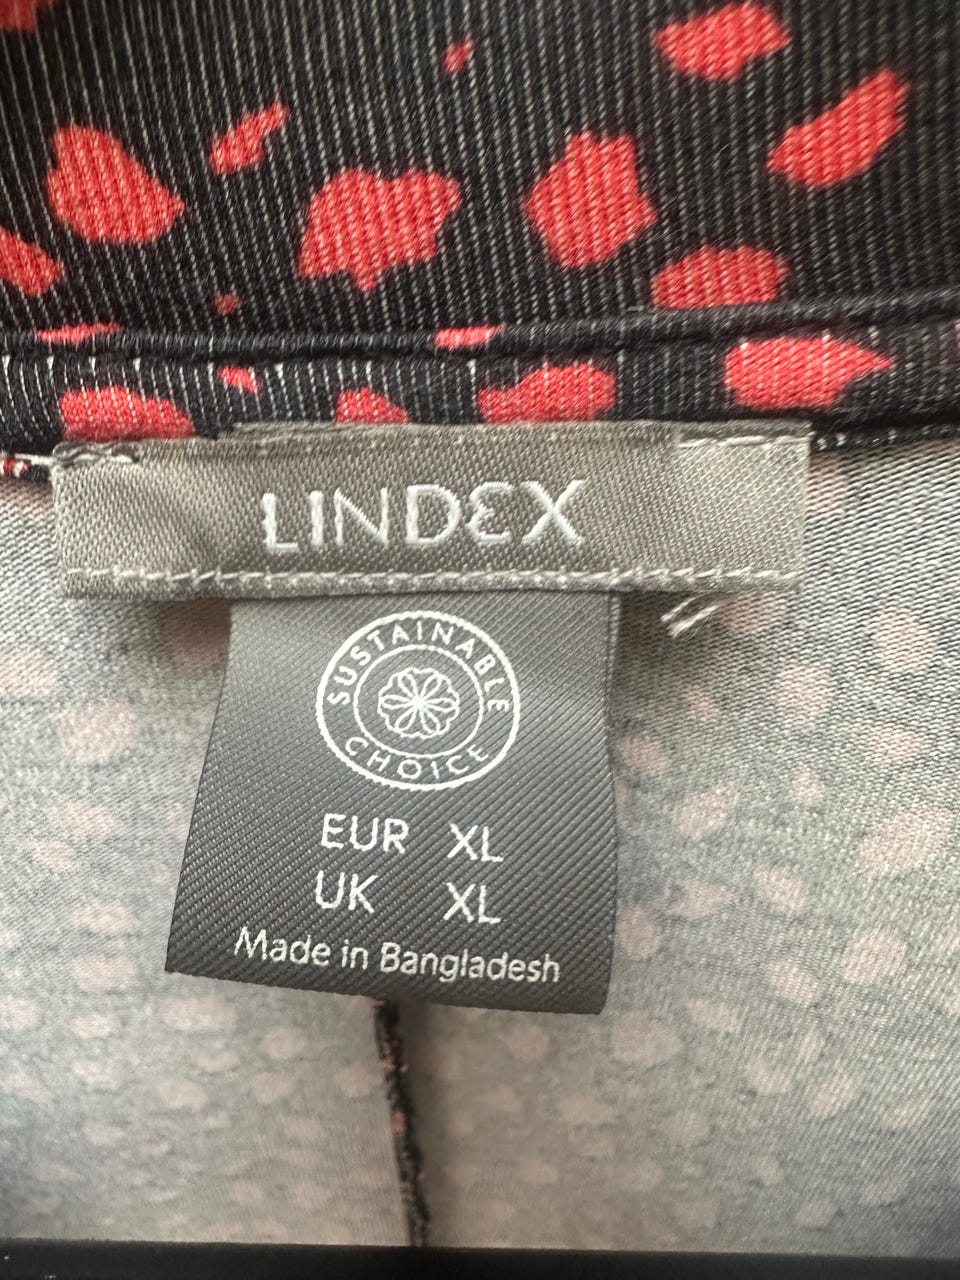 LINDEX
SUSTAINABLE
CHOICE
EUR XL
UK XL
Made in Bangladesh